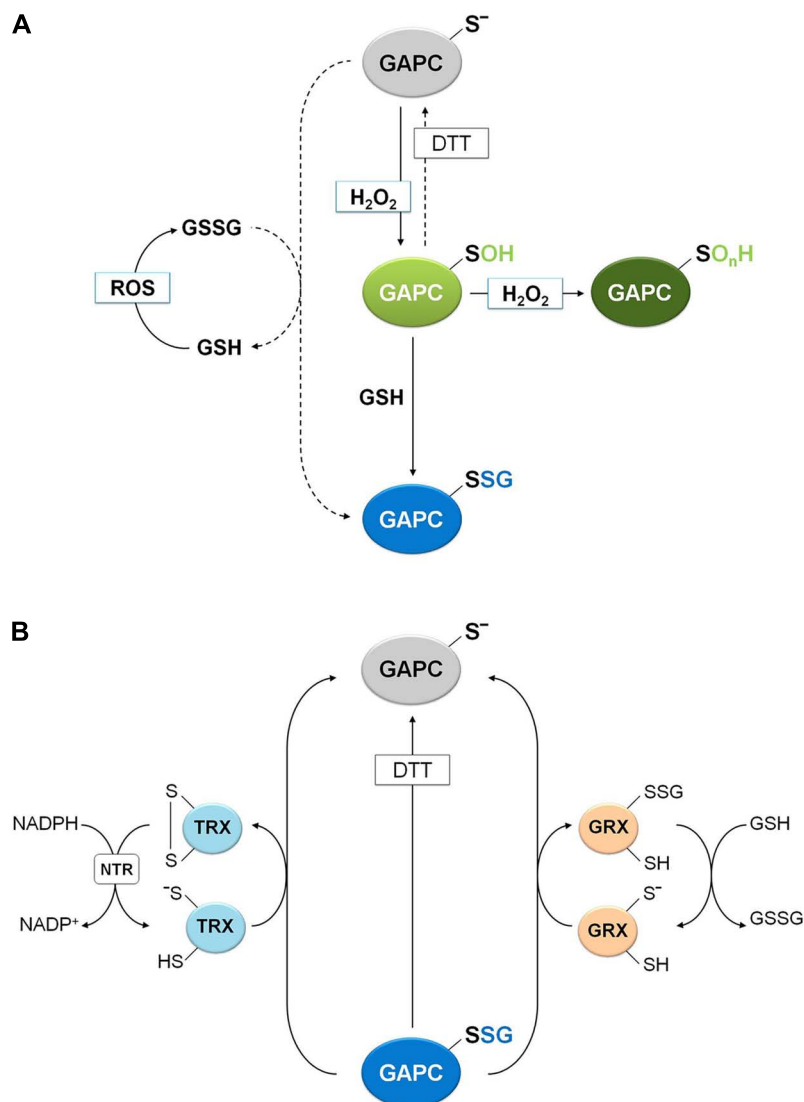 A
S⁻
GAPC
DTT
H₂O₂
GSSG
SOH
SOₙH
ROS
GAPC
H₂O₂
GAPC
GSH
GSH
SSG
GAPC
B
S⁻
GAPC
DTT
S
SSG
NADPH
TRX
GRX
GSH
S
SH
NTR
⁻S
S⁻
NADP⁺
TRX
GRX
GSSG
HS
SH
SSG
GAPC